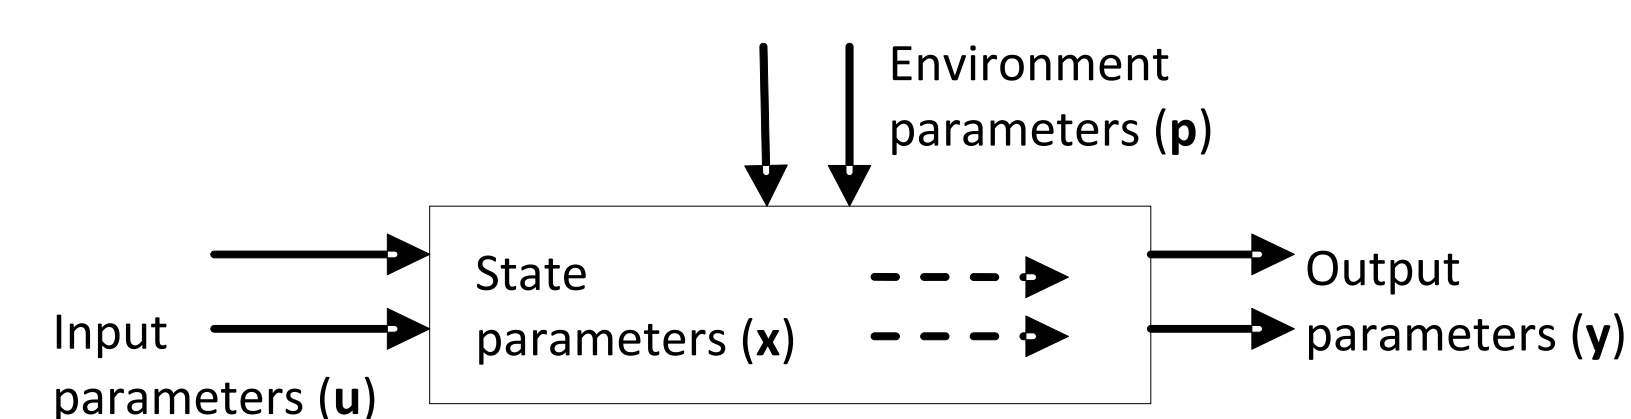 Environment
parameters (p)
State
parameters (x)
Input
parameters (u)
Output
parameters (y)